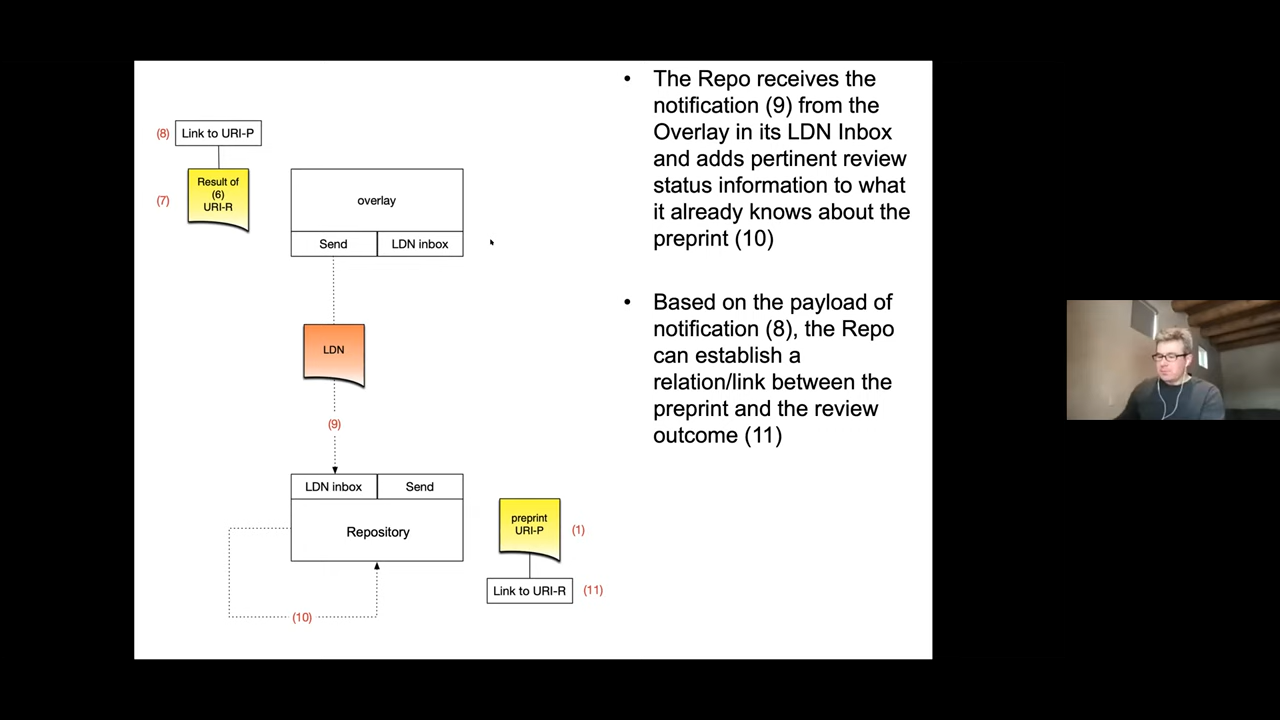 (8) Link to URI-P
(7) Result of
(6)
URI-R
overlay
Send LDN inbox
LDN
(9)
LDN inbox Send
Repository
(10)
preprint
URI-P
(1)
Link to URI-R (11)
• The Repo receives the
notification (9) from the
Overlay in its LDN Inbox
and adds pertinent review
status information to what
it already knows about the
preprint (10)
• Based on the payload of
notification (8), the Repo
can establish a
relation/link between the
preprint and the review
outcome (11)